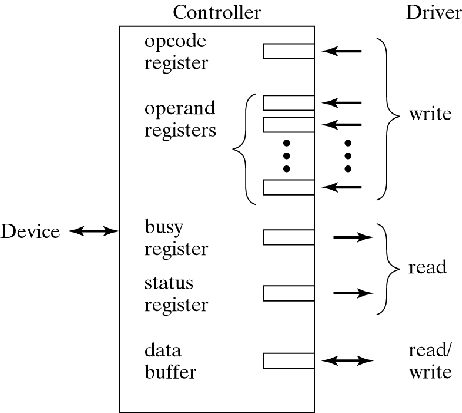 Controller
Driver
opcode
register
operand
registers
write
Device
busy
register
read
status
register
data
buffer
read/
write